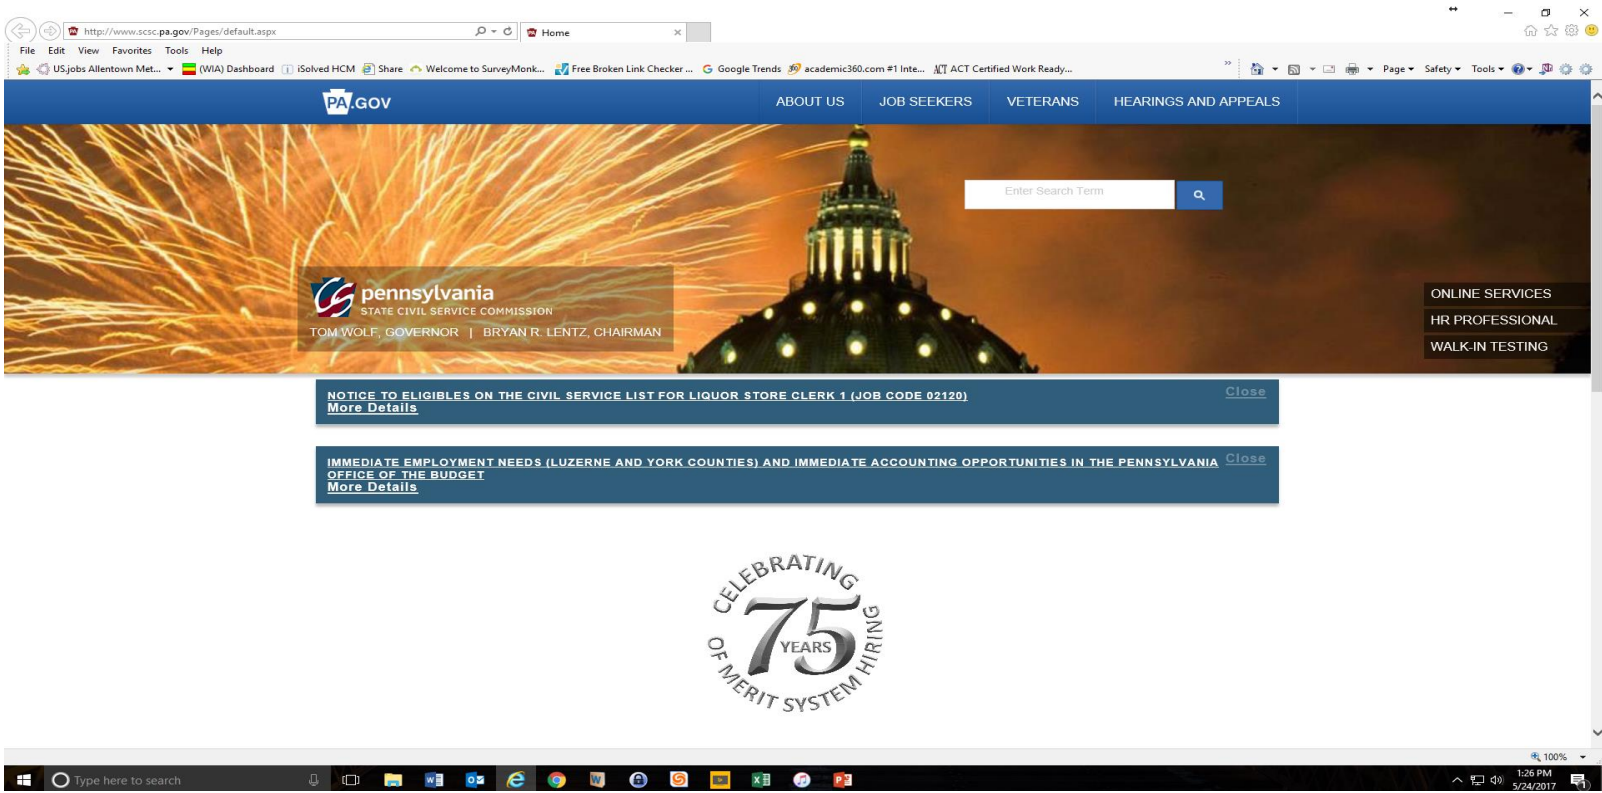 http://www.scsc.pa.gov/Pages/default.aspx
Home
File Edit View Favorites Tools Help
US.jobs Allentown Met... (WIA) Dashboard iSolved HCM Share Welcome to SurveyMonk... Free Broken Link Checker ... Google Trends academic360.com #1 Inte... ACT Certified Work Ready...
Page Safety Tools
PA.GOV
ABOUT US JOB SEEKERS VETERANS HEARINGS AND APPEALS
Enter Search Term
pennsylvania
STATE CIVIL SERVICE COMMISSION
TOM WOLF, GOVERNOR | BRYAN R. LENTZ, CHAIRMAN
ONLINE SERVICES
HR PROFESSIONAL
WALK-IN TESTING
NOTICE TO ELIGIBLES ON THE CIVIL SERVICE LIST FOR LIQUOR STORE CLERK 1 (JOB CODE 02120)
Close
More Details
IMMEDIATE EMPLOYMENT NEEDS (LUZERNE AND YORK COUNTIES) AND IMMEDIATE ACCOUNTING OPPORTUNITIES IN THE PENNSYLVANIA
Close
OFFICE OF THE BUDGET
More Details
CELEBRATING
75
YEARS
OF MERIT SYSTEM HIRING
100%
Type here to search
1:26 PM
5/24/2017